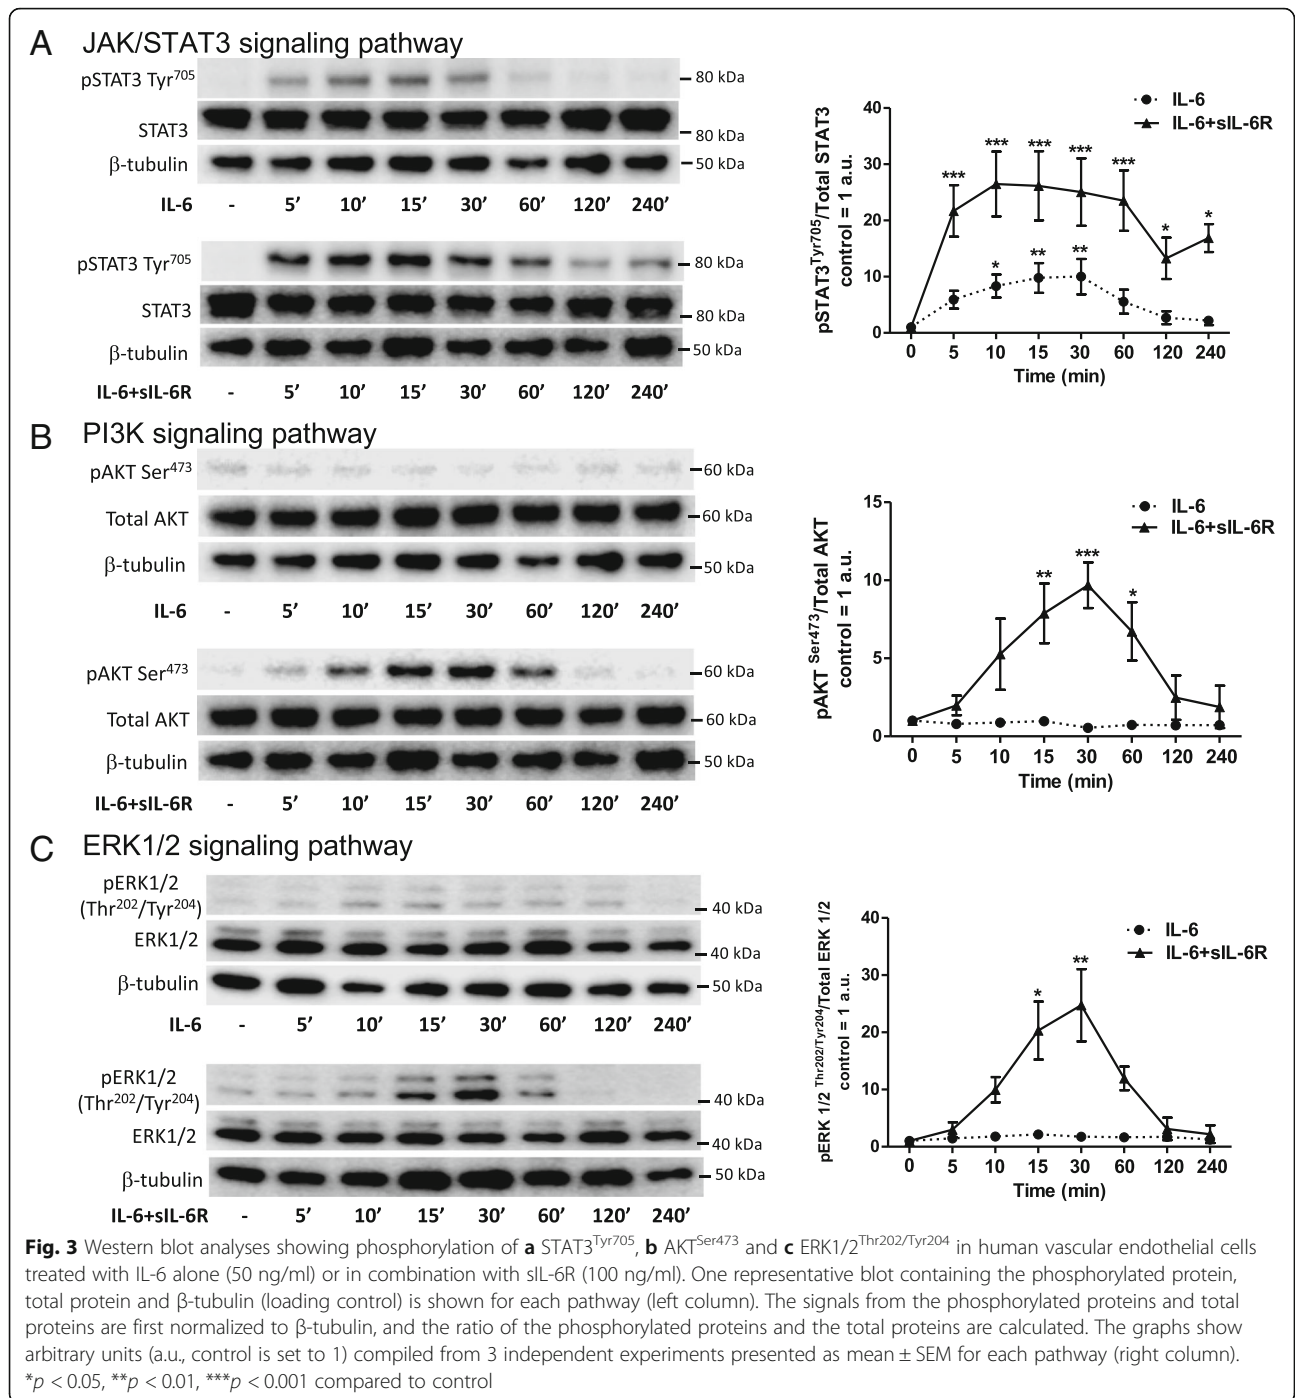 A JAK/STAT3 signaling pathway
pSTAT3 Tyr705
80 kDa
STAT3
80 kDa
β-tubulin
50 kDa
IL-6 - 5’ 10’ 15’ 30’ 60’ 120’ 240’
pSTAT3 Tyr705
80 kDa
STAT3
80 kDa
β-tubulin
50 kDa
IL-6+sIL-6R - 5’ 10’ 15’ 30’ 60’ 120’ 240’
pSTAT3Tyr705/Total STAT3
control = 1 a.u.
40
30
20
10
0
IL-6
IL-6+sIL-6R
*** *** *** *** *** * *
* ** **
0 5 10 15 30 60 120 240
Time (min)
B PI3K signaling pathway
pAKT Ser473
60 kDa
Total AKT
60 kDa
β-tubulin
50 kDa
IL-6 - 5’ 10’ 15’ 30’ 60’ 120’ 240’
pAKT Ser473
60 kDa
Total AKT
60 kDa
β-tubulin
50 kDa
IL-6+sIL-6R - 5’ 10’ 15’ 30’ 60’ 120’ 240’
pAKT Ser473/Total AKT
control = 1 a.u.
15
10
5
0
IL-6
IL-6+sIL-6R
** *** *
0 5 10 15 30 60 120 240
Time (min)
C ERK1/2 signaling pathway
pERK1/2
(Thr202/Tyr204)
40 kDa
ERK1/2
40 kDa
β-tubulin
50 kDa
IL-6 - 5’ 10’ 15’ 30’ 60’ 120’ 240’
pERK1/2
(Thr202/Tyr204)
40 kDa
ERK1/2
40 kDa
β-tubulin
50 kDa
IL-6+sIL-6R - 5’ 10’ 15’ 30’ 60’ 120’ 240’
pERK 1/2 Thr202/Tyr204/Total ERK 1/2
control = 1 a.u.
40
30
20
10
0
IL-6
IL-6+sIL-6R
* **
0 5 10 15 30 60 120 240
Time (min)
Fig. 3 Western blot analyses showing phosphorylation of a STAT3Tyr705, b AKTSer473 and c ERK1/2Thr202/Tyr204 in human vascular endothelial cells
treated with IL-6 alone (50 ng/ml) or in combination with sIL-6R (100 ng/ml). One representative blot containing the phosphorylated protein,
total protein and β-tubulin (loading control) is shown for each pathway (left column). The signals from the phosphorylated proteins and total
proteins are first normalized to β-tubulin, and the ratio of the phosphorylated proteins and the total proteins are calculated. The graphs show
arbitrary units (a.u., control is set to 1) compiled from 3 independent experiments presented as mean ± SEM for each pathway (right column).
*p < 0.05, **p < 0.01, ***p < 0.001 compared to control